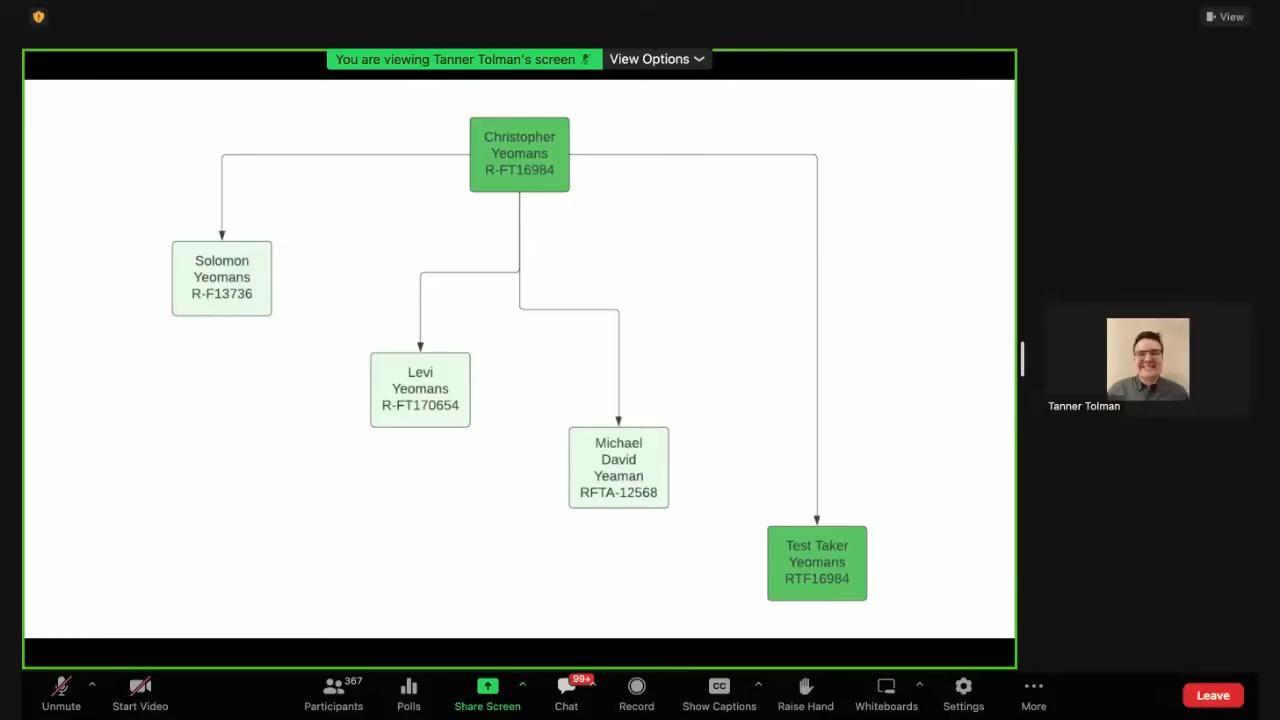 View
You are viewing Tanner Tolman's screen
View Options
Christopher
Yeomans
R-FT16984
Solomon
Yeomans
R-F13736
Levi
Yeomans
R-FT170654
Michael
David
Yeaman
RFTA-12568
Test Taker
Yeomans
RTF16984
Tanner Tolman
367
99+
CC
Unmute
Start Video
Participants
Polls
Share Screen
Chat
Record
Show Captions
Raise Hand
Whiteboards
Settings
More
Leave